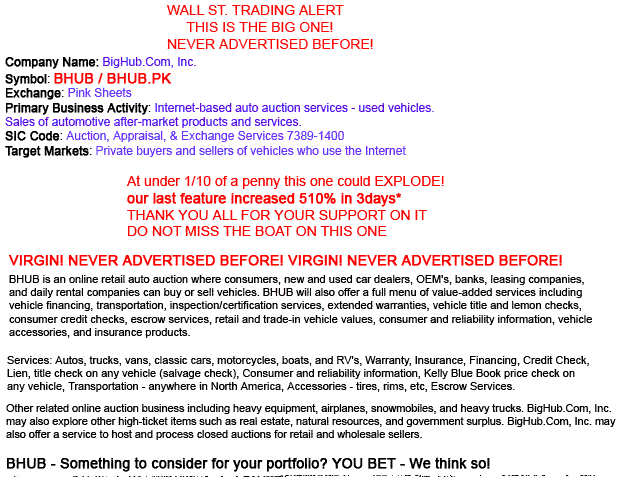 WALL ST. TRADING ALERT
THIS IS THE BIG ONE!
NEVER ADVERTISED BEFORE!
Company Name: BigHub.Com, Inc.
Symbol: BHUB / BHUB.PK
Exchange: Pink Sheets
Primary Business Activity: Internet-based auto auction services - used vehicles.
Sales of automotive after-market products and services.
SIC Code: Auction, Appraisal, & Exchange Services 7389-1400
Target Markets: Private buyers and sellers of vehicles who use the Internet
At under 1/10 of a penny this one could EXPLODE!
our last feature increased 510% in 3days*
THANK YOU ALL FOR YOUR SUPPORT ON IT
DO NOT MISS THE BOAT ON THIS ONE
VIRGIN! NEVER ADVERTISED BEFORE! VIRGIN! NEVER ADVERTISED BEFORE!
BHUB is an online retail auto auction where consumers, new and used car dealers, OEM's, banks, leasing companies,
and daily rental companies can buy or sell vehicles. BHUB will also offer a full menu of value-added services including
vehicle financing, transportation, inspection/certification services, extended warranties, vehicle title and lemon checks,
consumer credit checks, escrow services, retail and trade-in vehicle values, consumer and reliability information, vehicle
accessories, and insurance products.
Services: Autos, trucks, vans, classic cars, motorcycles, boats, and RV's, Warranty, Insurance, Financing, Credit Check,
Lien, title check on any vehicle (salvage check), Consumer and reliability information, Kelly Blue Book price check on
any vehicle, Transportation - anywhere in North America, Accessories - tires, rims, etc, Escrow Services.
Other related online auction business including heavy equipment, airplanes, snowmobiles, and heavy trucks. BigHub.Com, Inc.
may also explore other high-ticket items such as real estate, natural resources, and government surplus. BigHub.Com, Inc. may
also offer a service to host and process closed auctions for retail and wholesale sellers.
BHUB - Something to consider for your portfolio? YOU BET - We think so!